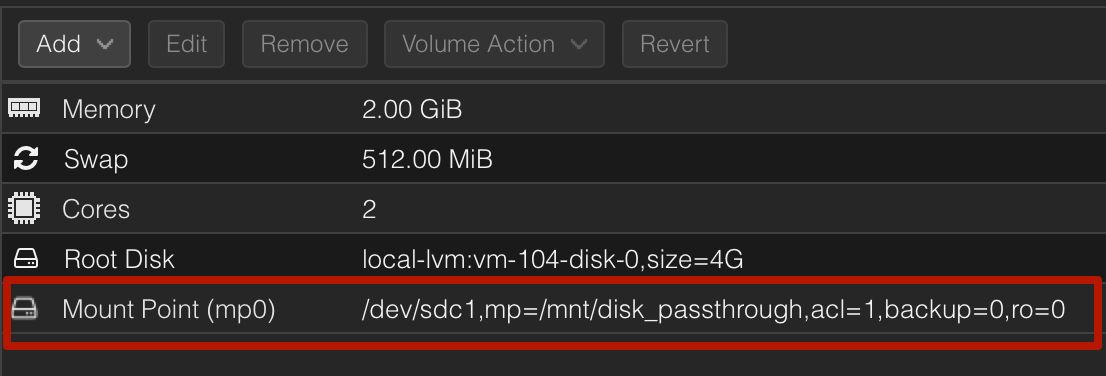 Add Edit Remove Volume Action Revert
Memory 2.00 GiB
Swap 512.00 MiB
Cores 2
Root Disk local-lvm:vm-104-disk-0,size=4G
Mount Point (mp0) /dev/sdc1,mp=/mnt/disk_passthrough,acl=1,backup=0,ro=0